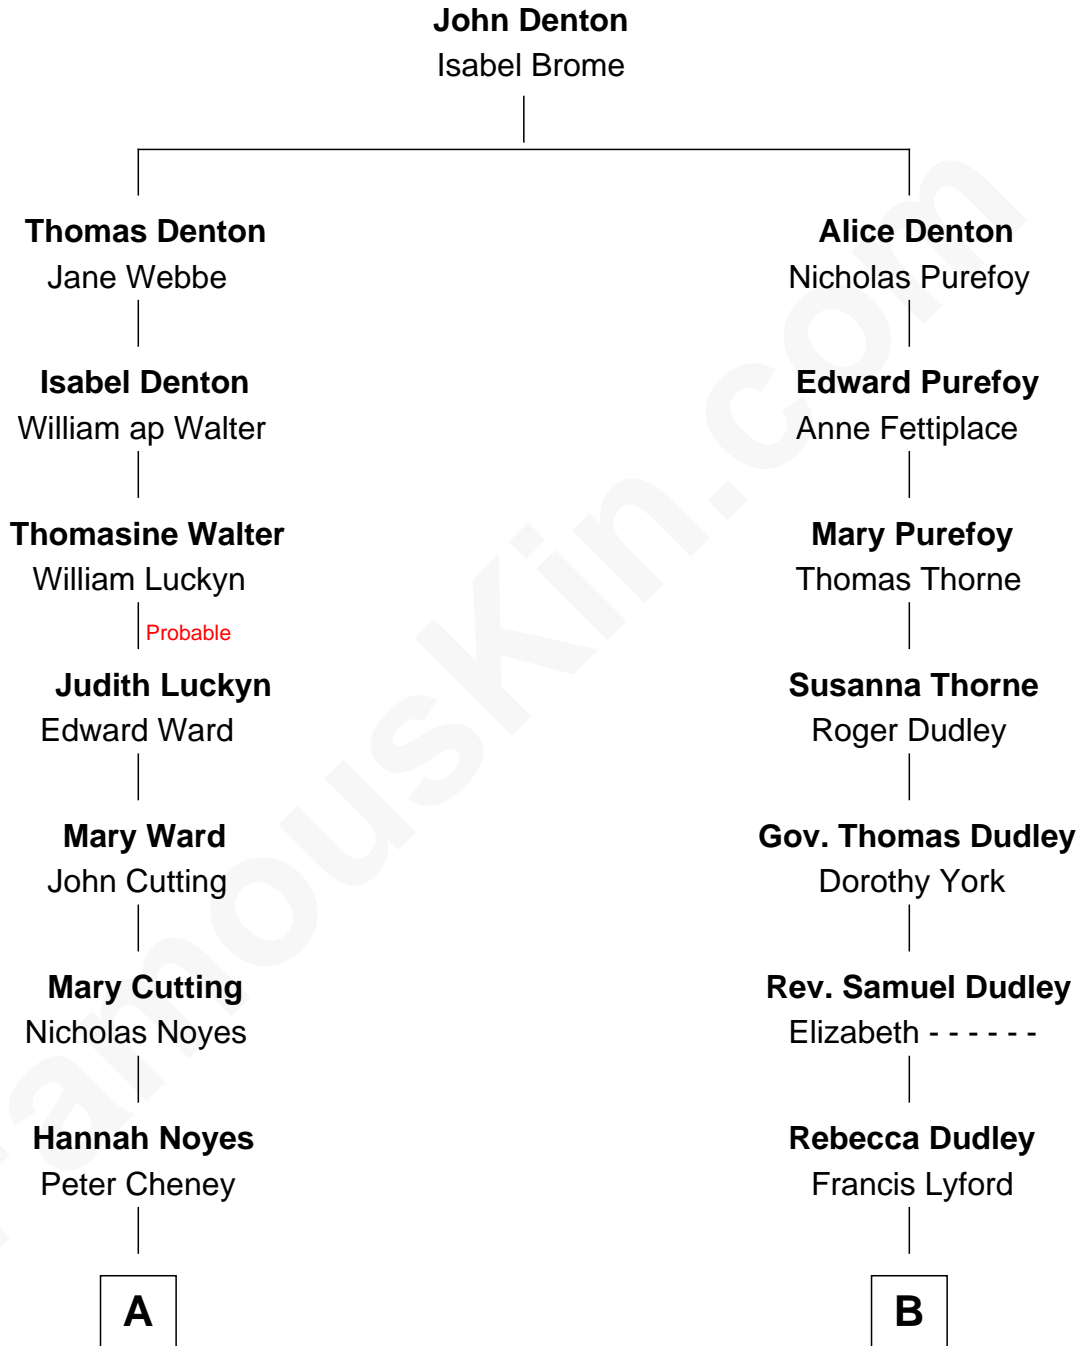 John Denton
Isabel Brome
Thomas Denton
Jane Webbe
Alice Denton
Nicholas Purefoy
Isabel Denton
William ap Walter
Edward Purefoy
Anne Fettiplace
Thomasine Walter
William Luckyn
Mary Purefoy
Thomas Thorne
Probable
Judith Luckyn
Edward Ward
Susanna Thorne
Roger Dudley
Mary Ward
John Cutting
Gov. Thomas Dudley
Dorothy York
Mary Cutting
Nicholas Noyes
Rev. Samuel Dudley
Elizabeth - - - - - -
Hannah Noyes
Peter Cheney
Rebecca Dudley
Francis Lyford
A
B
FamousKin.com